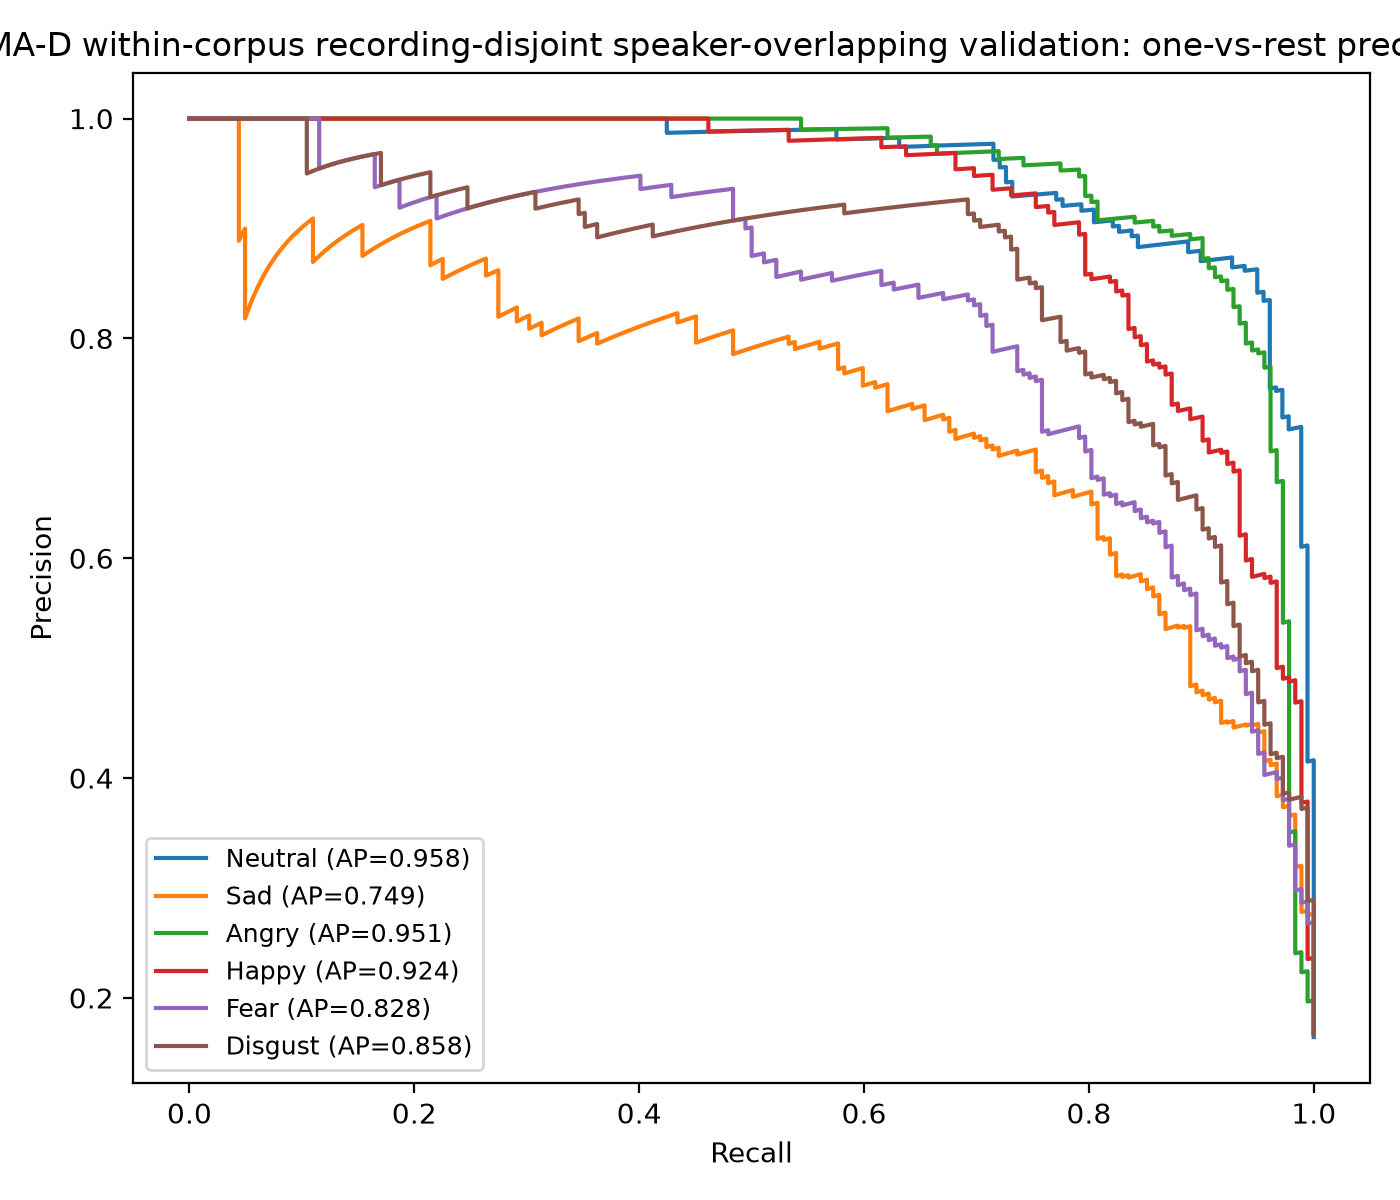 MA-D within-corpus recording-disjoint speaker-overlapping validation: one-vs-rest prec
1.0
0.8
0.6
0.4
0.2
Precision
Neutral (AP=0.958)
Sad (AP=0.749)
Angry (AP=0.951)
Happy (AP=0.924)
Fear (AP=0.828)
Disgust (AP=0.858)
0.0 0.2 0.4 0.6 0.8 1.0
Recall